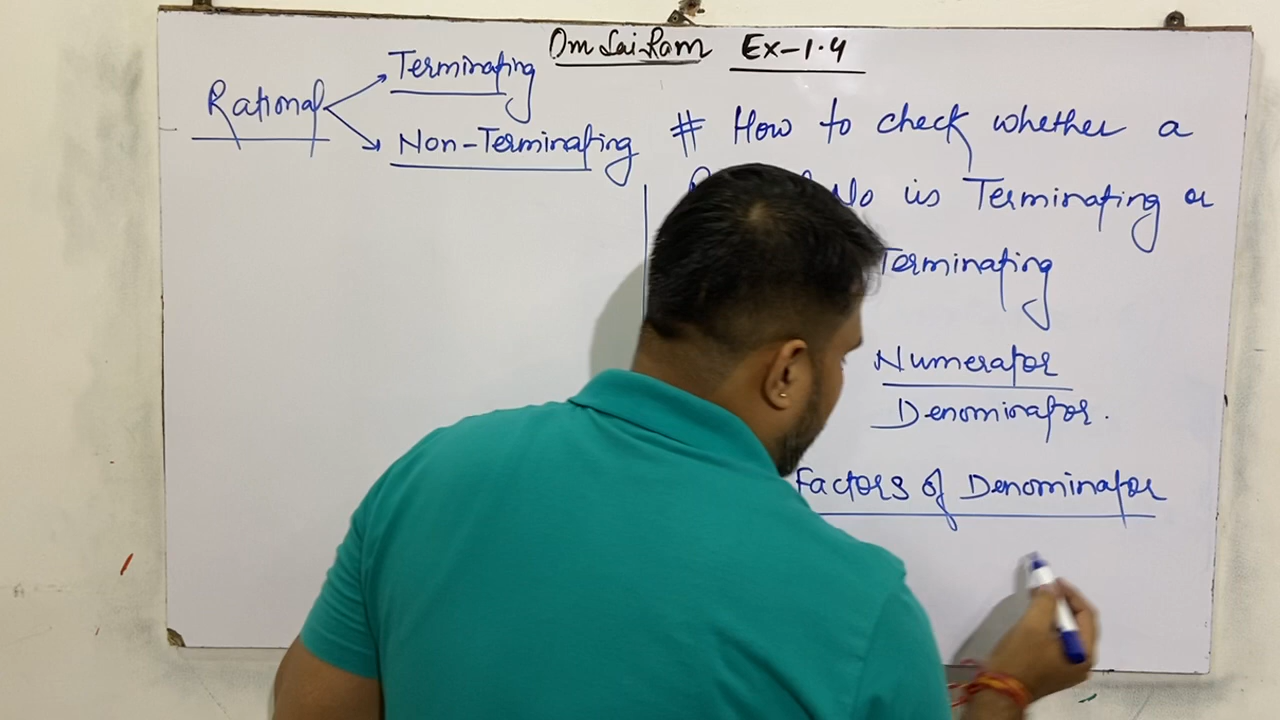 Om Sai Ram Ex-1.4
Rational
Terminating
Non-Terminating
# How to check whether a
No is Terminating or
Terminating
Numerator
Denominator.
Factors of Denominator